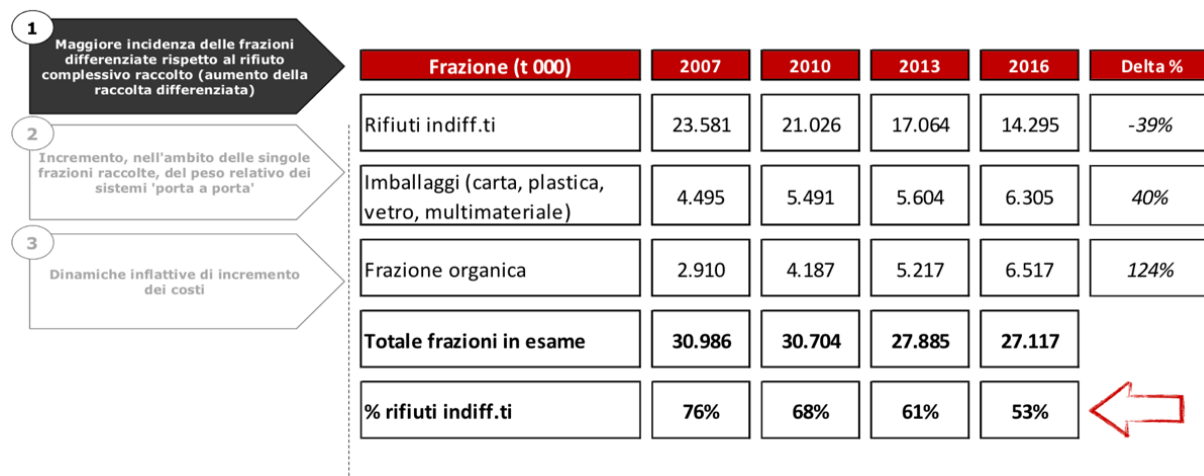 1
Maggiore incidenza delle frazioni
differenziate rispetto al rifiuto
complessivo raccolto (aumento della
raccolta differenziata)
2
Incremento, nell'ambito delle singole
frazioni raccolte, del peso relativo dei
sistemi 'porta a porta'
3
Dinamiche inflattive di incremento
dei costi
Frazione (t 000) 2007 2010 2013 2016 Delta %
Rifiuti indiff.ti 23.581 21.026 17.064 14.295 -39%
Imballaggi (carta, plastica,
vetro, multimateriale) 4.495 5.491 5.604 6.305 40%
Frazione organica 2.910 4.187 5.217 6.517 124%
Totale frazioni in esame 30.986 30.704 27.885 27.117
% rifiuti indiff.ti 76% 68% 61% 53%